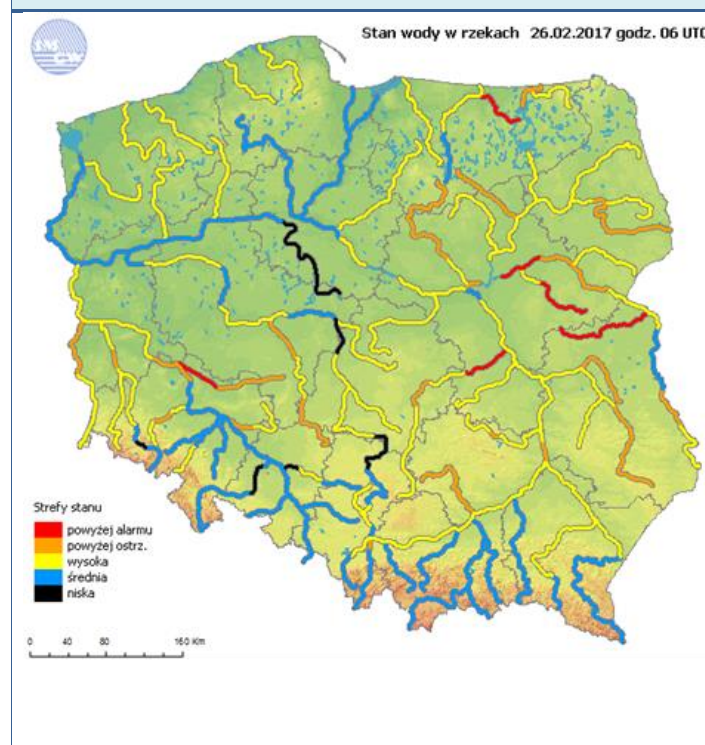 Stan wody w rzekach 26.02.2017 godz. 06 UTC
Strefy stanu
powyżej alarmu
powyżej ostrz.
wysoka
średnia
niska
0 40 80 160 Km